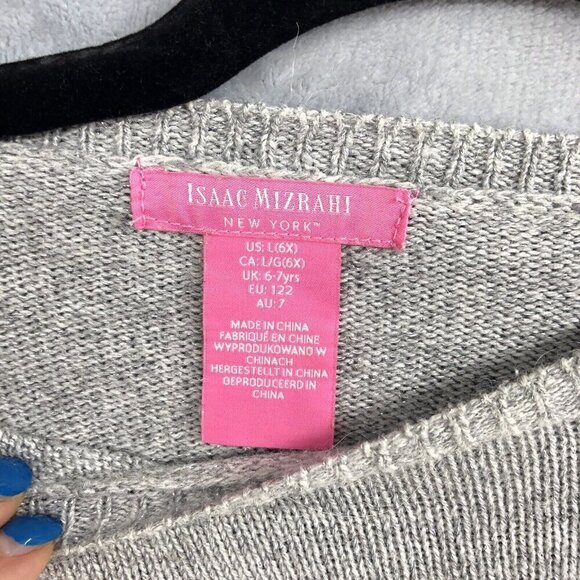 ISAAC MIZRAHI
NEW YORK™
US: L(6X)
CA: L/G(6X)
UK: 6-7yrs
EU: 122
AU: 7
MADE IN CHINA
FABRIQUÉ EN CHINE
WYPRODUKOWANO W
CHINACH
HERGESTELLT IN CHINA
GEPRODUCEERD IN
CHINA